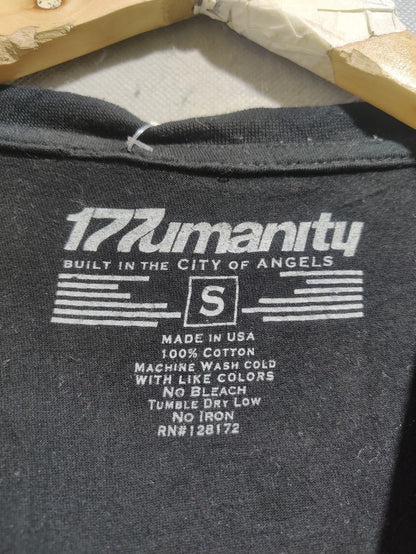 177umanity
BUILT IN THE CITY OF ANGELS
S
MADE IN USA
100% COTTON
MACHINE WASH COLD
WITH LIKE COLORS
NO BLEACH
TUMBLE DRY LOW
NO IRON
RN#128172